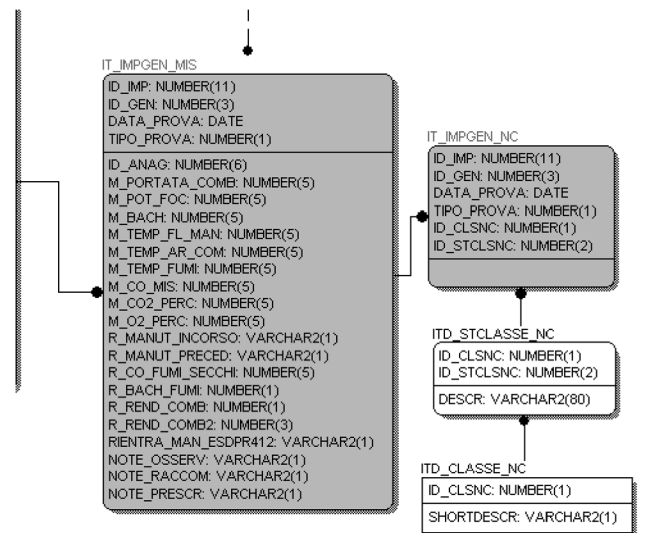 IT_IMPGEN_MIS
ID_IMP: NUMBER(11)
ID_GEN: NUMBER(3)
DATA_PROVA: DATE
TIPO_PROVA: NUMBER(1)
ID_ANAG: NUMBER(6)
M_PORTATA_COMB: NUMBER(5)
M_POT_FOC: NUMBER(5)
M_BACH: NUMBER(5)
M_TEMP_FL_MAN: NUMBER(5)
M_TEMP_AR_COM: NUMBER(5)
M_TEMP_FUMI: NUMBER(5)
M_CO_MIS: NUMBER(5)
M_CO2_PERC: NUMBER(5)
M_O2_PERC: NUMBER(5)
R_MANUT_INCORSO: VARCHAR2(1)
R_MANUT_PRECED: VARCHAR2(1)
R_CO_FUMI_SECCHI: NUMBER(5)
R_BACH_FUMI: NUMBER(1)
R_REND_COMB: NUMBER(1)
R_REND_COMB2: NUMBER(3)
RIENTRA_MAN_ESDPR412: VARCHAR2(1)
NOTE_OSSERV: VARCHAR2(1)
NOTE_RACCOM: VARCHAR2(1)
NOTE_PRESCR: VARCHAR2(1)
IT_IMPGEN_NC
ID_IMP: NUMBER(11)
ID_GEN: NUMBER(3)
DATA_PROVA: DATE
TIPO_PROVA: NUMBER(1)
ID_CLSNC: NUMBER(1)
ID_STCLSNC: NUMBER(2)
ITD_STCLASSE_NC
ID_CLSNC: NUMBER(1)
ID_STCLSNC: NUMBER(2)
DESCR: VARCHAR2(80)
ITD_CLASSE_NC
ID_CLSNC: NUMBER(1)
SHORTDESCR: VARCHAR2(1)